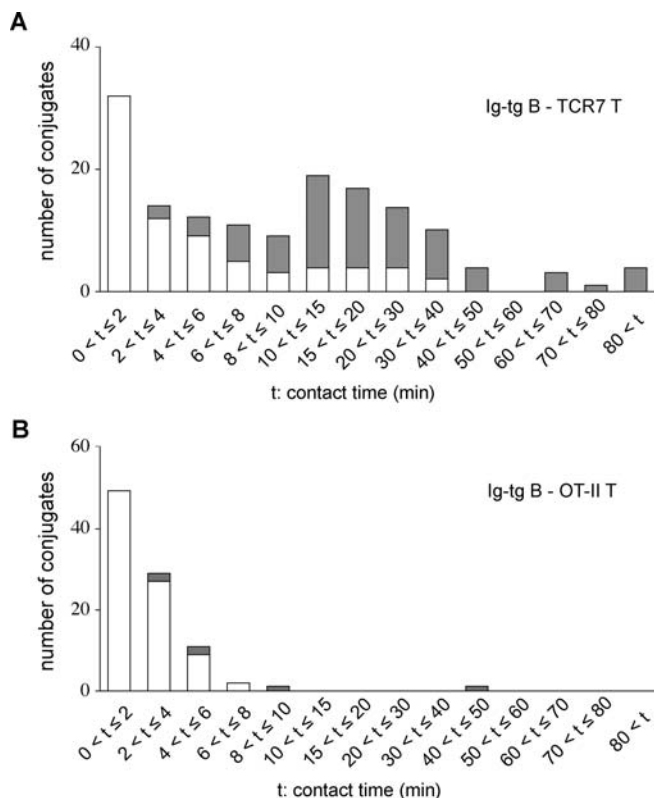 A
40
20
0
number of conjugates
Ig-tg B - TCR7 T
0 < t ≤ 2
2 < t ≤ 4
4 < t ≤ 6
6 < t ≤ 8
8 < t ≤ 10
10 < t ≤ 15
15 < t ≤ 20
20 < t ≤ 30
30 < t ≤ 40
40 < t ≤ 50
50 < t ≤ 60
60 < t ≤ 70
70 < t ≤ 80
80 < t
t: contact time (min)
B
60
40
20
0
number of conjugates
Ig-tg B - OT-II T
0 < t ≤ 2
2 < t ≤ 4
4 < t ≤ 6
6 < t ≤ 8
8 < t ≤ 10
10 < t ≤ 15
15 < t ≤ 20
20 < t ≤ 30
30 < t ≤ 40
40 < t ≤ 50
50 < t ≤ 60
60 < t ≤ 70
70 < t ≤ 80
80 < t
t: contact time (min)